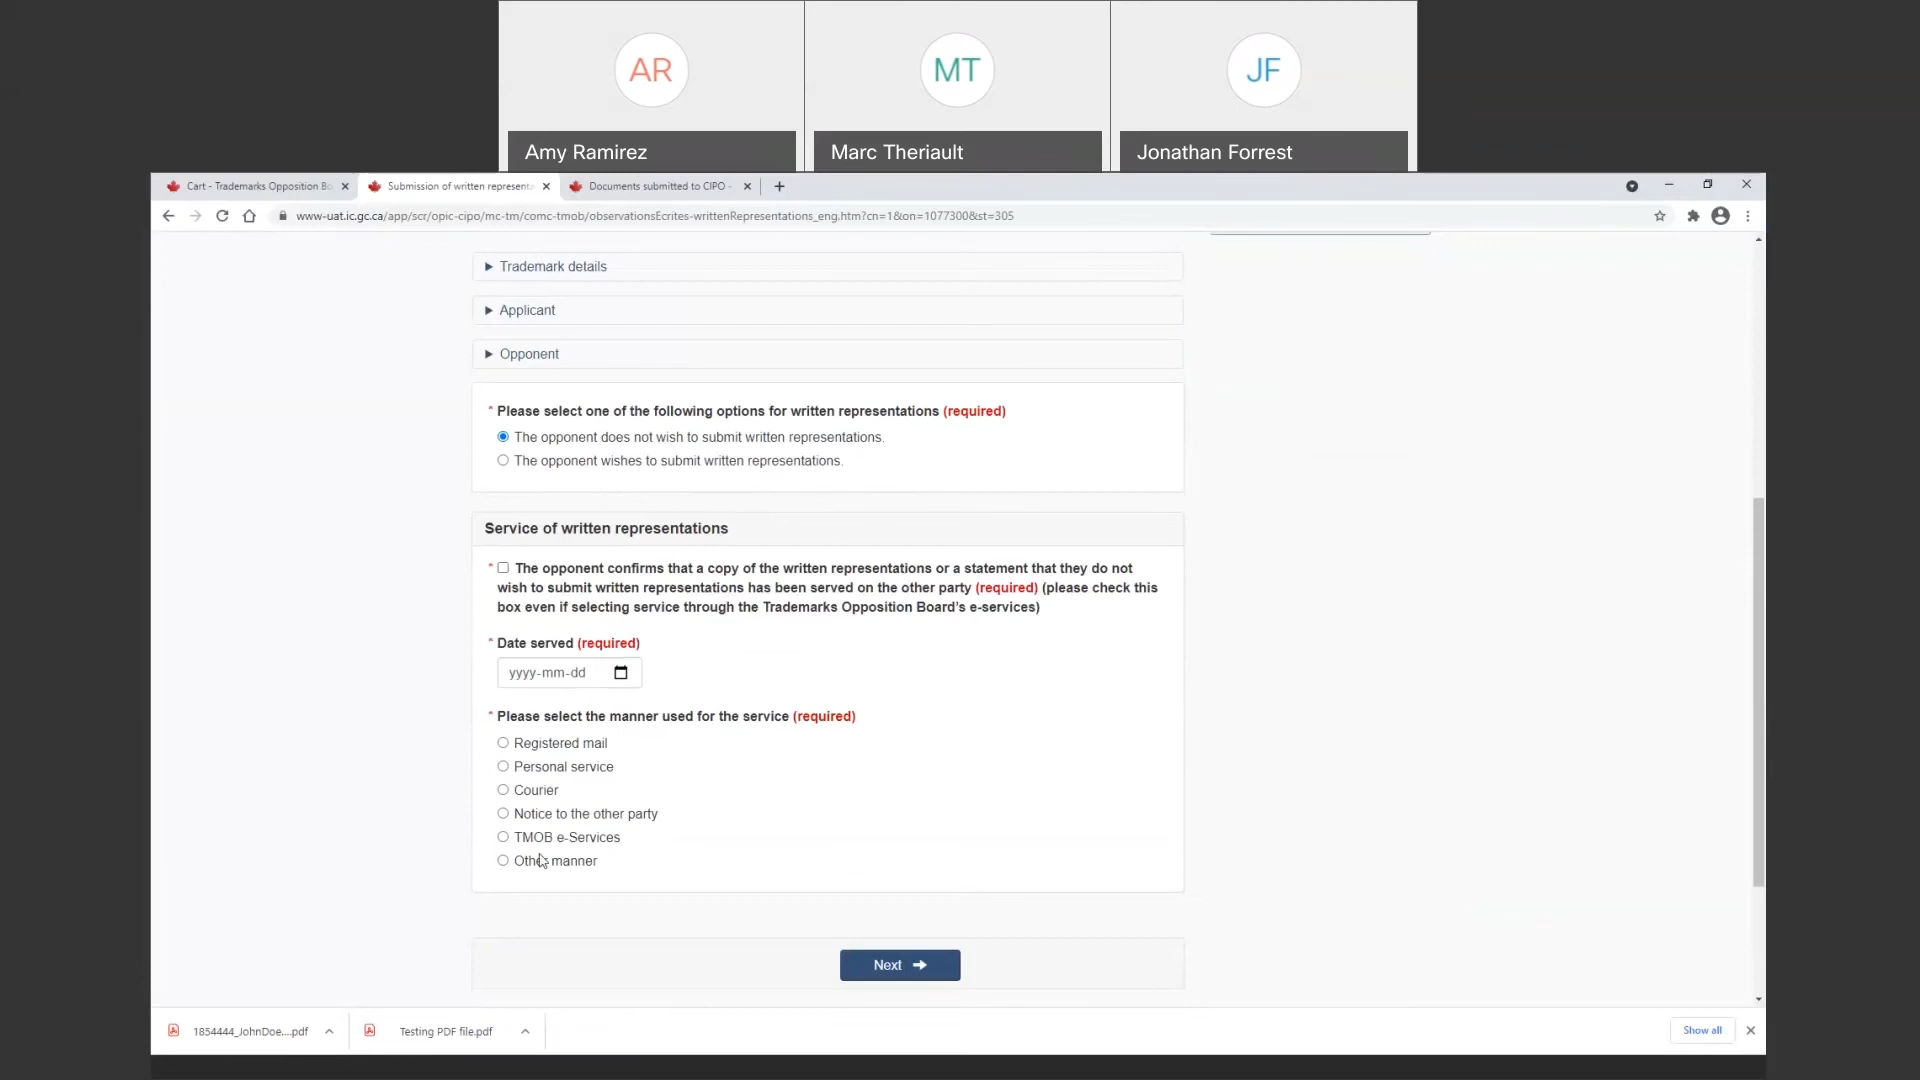 AR
MT
JF
Amy Ramirez
Marc Theriault
Jonathan Forrest
Cart - Trademarks Opposition Bo
Submission of written represent
Documents submitted to CIPO -
www-uat.ic.gc.ca/app/scr/opic-cipo/mc-tm/comc-tmob/observationsEcrites-writtenRepresentations_eng.htm?cn=1&on=1077300&st=305
Trademark details
Applicant
Opponent
* Please select one of the following options for written representations (required)
The opponent does not wish to submit written representations.
The opponent wishes to submit written representations.
Service of written representations
* The opponent confirms that a copy of the written representations or a statement that they do not
wish to submit written representations has been served on the other party (required) (please check this
box even if selecting service through the Trademarks Opposition Board's e-services)
* Date served (required)
yyyy-mm-dd
* Please select the manner used for the service (required)
Registered mail
Personal service
Courier
Notice to the other party
TMOB e-Services
Other manner
Next
1854444_JohnDoe....pdf
Testing PDF file.pdf
Show all